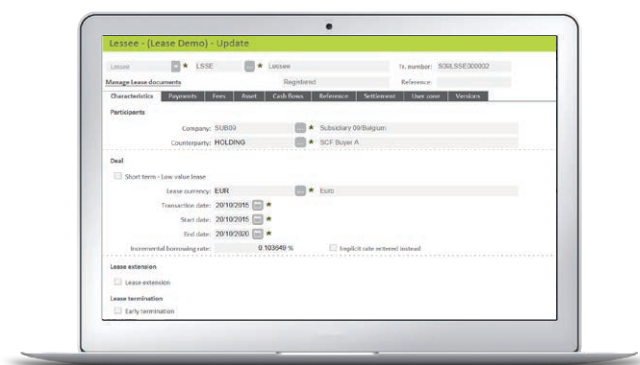 Lessee - (Lease Demo) - Update
Lessee LSSE Lessee Tr. number: S09LSSE000002
Manage Lease documents Registered Reference:
Characteristics Payments Fees Asset Cash flows Reference Settlement User zone Versions
Participants
Company: SUB09 Subsidiary 09/Belgium
Counterparty: HOLDING SCF Buyer A
Deal
Short term - Low value lease
Lease currency: EUR Euro
Transaction date: 20/10/2015
Start date: 20/10/2015
End date: 20/10/2020
Incremental borrowing rate: 0.103649 % Implicit rate entered instead
Lease extension
Lease extension
Lease termination
Early termination